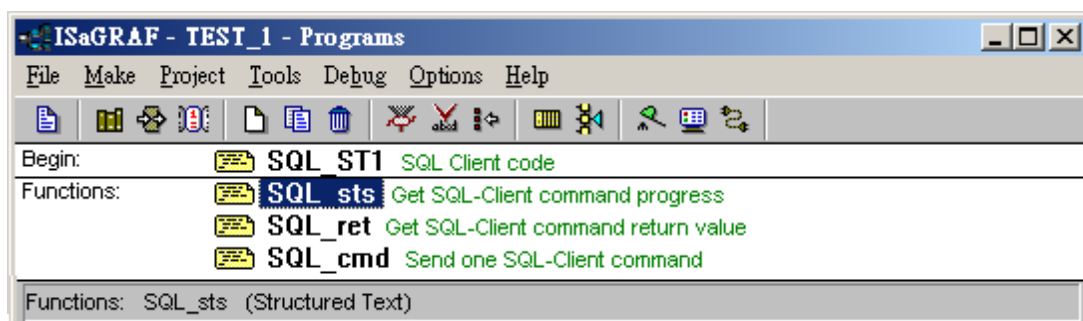 ISaGRAF - TEST_1 - Programs
File Make Project Tools Debug Options Help
Begin: SQL_ST1 SQL Client code
Functions: SQL_sts Get SQL-Client command progress
SQL_ret Get SQL-Client command return value
SQL_cmd Send one SQL-Client command
Functions: SQL_sts (Structured Text)